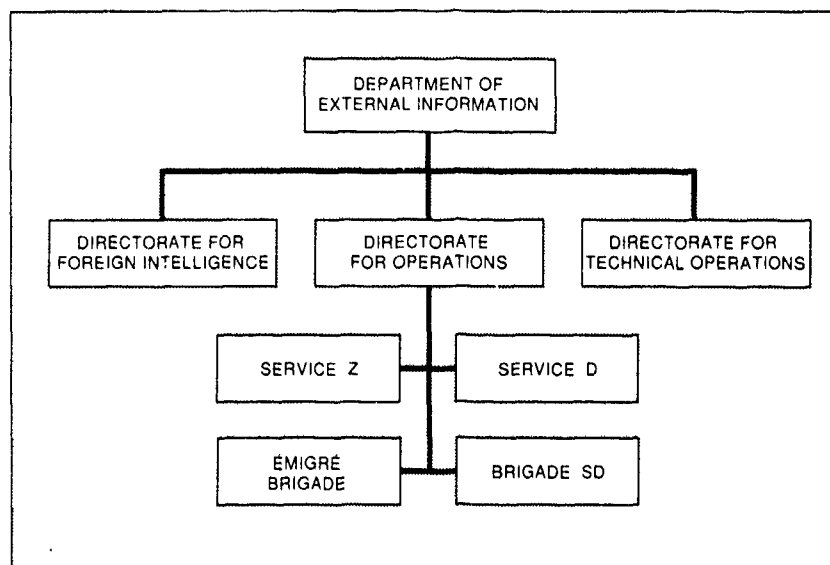 DEPARTMENT OF
EXTERNAL INFORMATION
DIRECTORATE FOR
FOREIGN INTELLIGENCE
DIRECTORATE
FOR OPERATIONS
DIRECTORATE FOR
TECHNICAL OPERATIONS
SERVICE Z
SERVICE D
ÉMIGRÉ
BRIGADE
BRIGADE SD